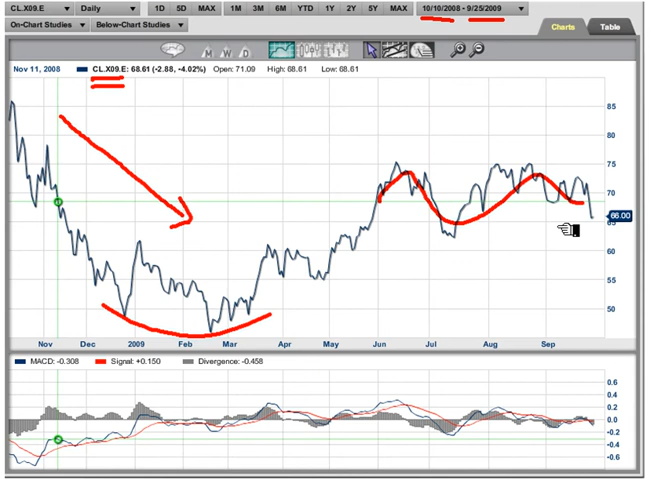 CL.X09.E Daily 1D 5D MAX 1M 3M 6M YTD 1Y 2Y 5Y MAX 10/10/2008 - 9/25/2009
On-Chart Studies Below-Chart Studies Charts Table
M W D
Nov 11, 2008 CL.X09.E: 68.61 (-2.88, -4.02%) Open: 71.09 High: 68.61 Low: 68.61
85
80
75
70
66.00
65
60
55
50
Nov Dec 2009 Feb Mar Apr May Jun Jul Aug Sep
MACD: -0.308 Signal: +0.150 Divergence: -0.458
0.6
0.4
0.2
0.0
-0.2
-0.4
-0.6